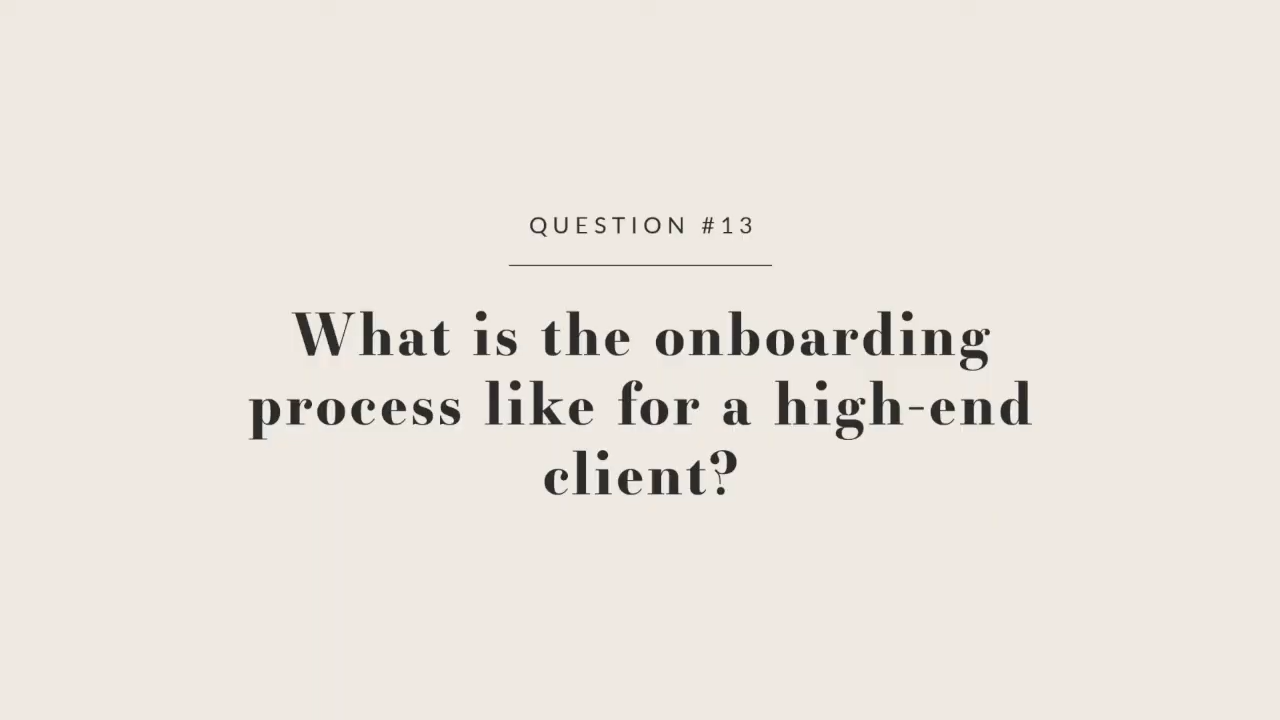 QUESTION #13
What is the onboarding
process like for a high-end
client?